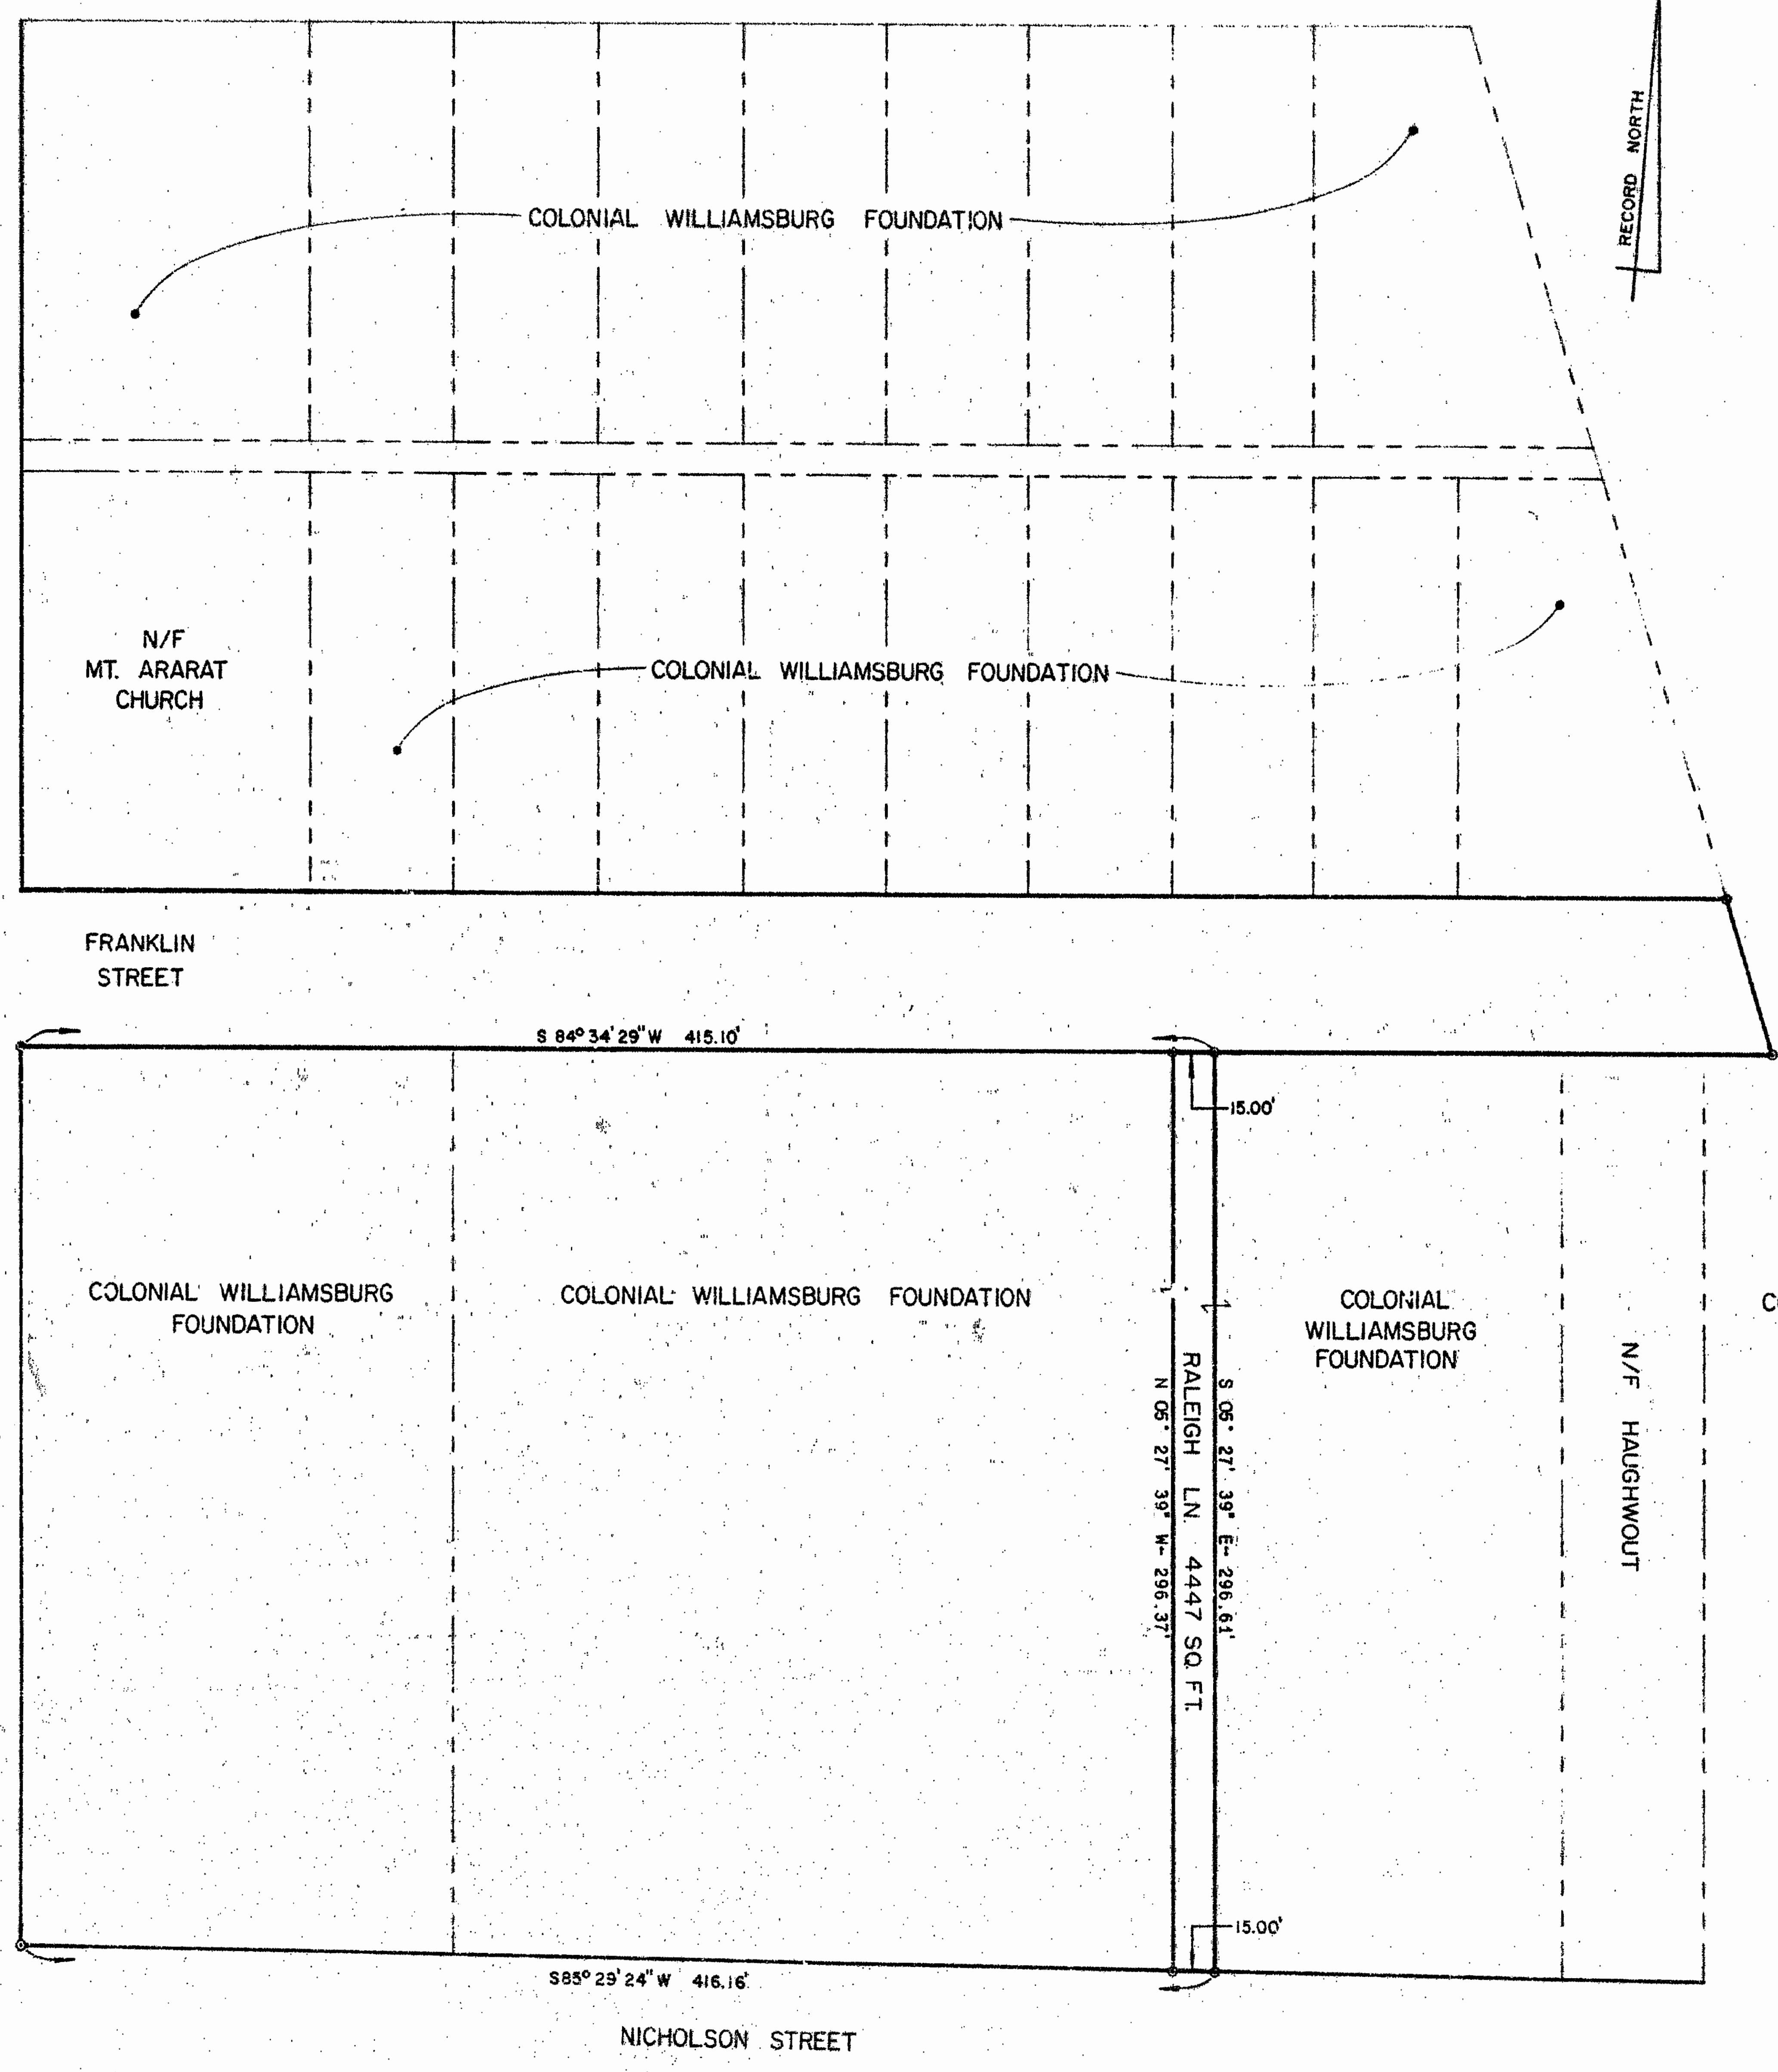 RECORD NORTH
COLONIAL WILLIAMSBURG FOUNDATION
N/F
MT. ARARAT
CHURCH
COLONIAL WILLIAMSBURG FOUNDATION
FRANKLIN
STREET
S 84° 34' 29" W 415.10'
15.00'
COLONIAL WILLIAMSBURG
FOUNDATION
COLONIAL WILLIAMSBURG FOUNDATION
N 05° 27' 39" W- 296.37'
RALEIGH LN. 4447 SQ. FT.
S 05° 27' 39" E- 296.61'
COLONIAL
WILLIAMSBURG
FOUNDATION
N/F HAUGHWOUT
C
15.00'
S85° 29' 24" W 416.16'
NICHOLSON STREET